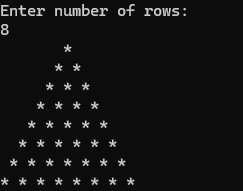 Enter number of rows:
8
       *
      * *
     * * *
    * * * *
   * * * * *
  * * * * * *
 * * * * * * *
* * * * * * * *